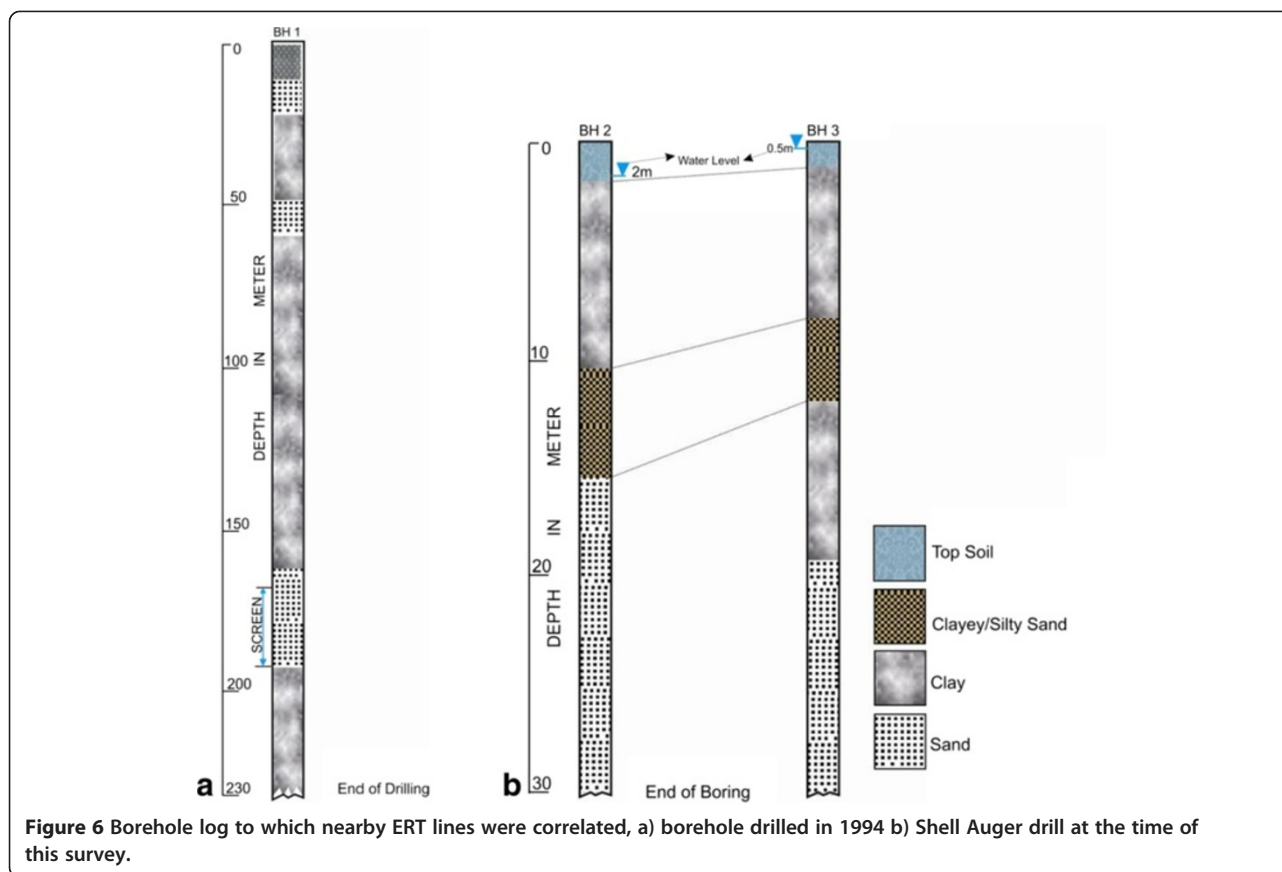 BH 1
0
50
100
150
200
230
DEPTH IN METER
SCREEN
a
End of Drilling
BH 2
BH 3
0
10
20
30
DEPTH IN METER
2m
Water Level
0.5m
b
End of Boring
Top Soil
Clayey/Silty Sand
Clay
Sand
Figure 6 Borehole log to which nearby ERT lines were correlated, a) borehole drilled in 1994 b) Shell Auger drill at the time of
this survey.